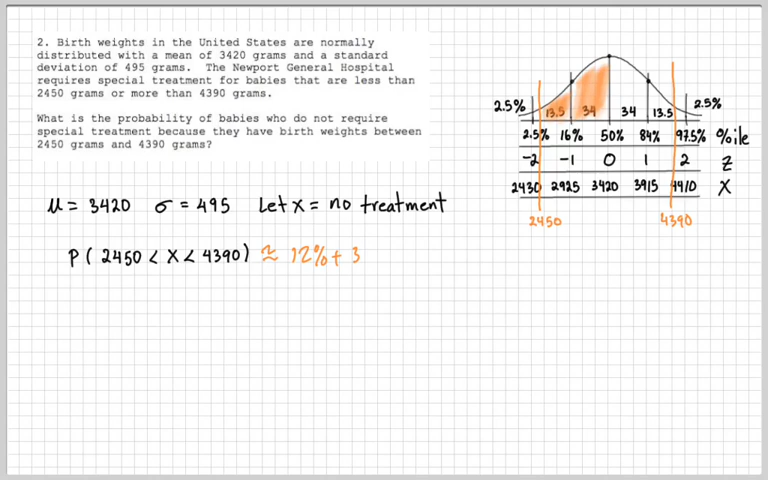 2. Birth weights in the United States are normally
distributed with a mean of 3420 grams and a standard
deviation of 495 grams. The Newport General Hospital
requires special treatment for babies that are less than
2450 grams or more than 4390 grams.
What is the probability of babies who do not require
special treatment because they have birth weights between
2450 grams and 4390 grams?
2.5% 13.5 34 34 13.5 2.5%
2.5% 16% 50% 84% 97.5% %ile
-2 -1 0 1 2 Z
2430 2925 3420 3915 4410 X
2450 4390
μ = 3420 σ = 495 Let X = no treatment
P( 2450 < X < 4390) ≈ 12% + 3